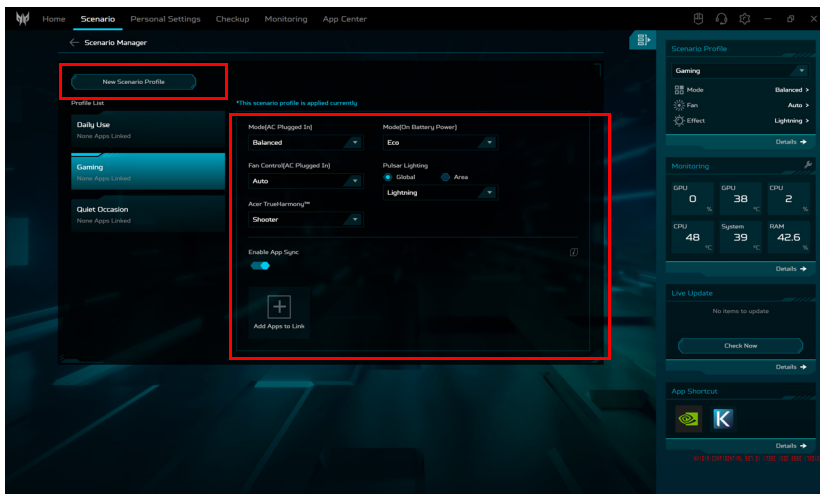 Home Scenario Personal Settings Checkup Monitoring App Center
Scenario Manager
New Scenario Profile
Profile List
Daily Use
None Apps Linked
Gaming
None Apps Linked
Quiet Occasion
None Apps Linked
*This scenario profile is applied currently
Mode(AC Plugged In) Mode(On Battery Power)
Balanced Eco
Fan Control(AC Plugged In) Pulsar Lighting
Auto Global Area
Lightning
Acer TrueHarmony™
Shooter
Enable App Sync
Add Apps to Link
Scenario Profile
Gaming
Mode Balanced >
Fan Auto >
Effect Lightning >
Details →
Monitoring
GPU GPU CPU
0 % 38 °C 2 %
CPU System RAM
48 °C 39 °C 42.6 %
Details →
Live Update
No items to update
Check Now
Details →
App Shortcut
K
Details →